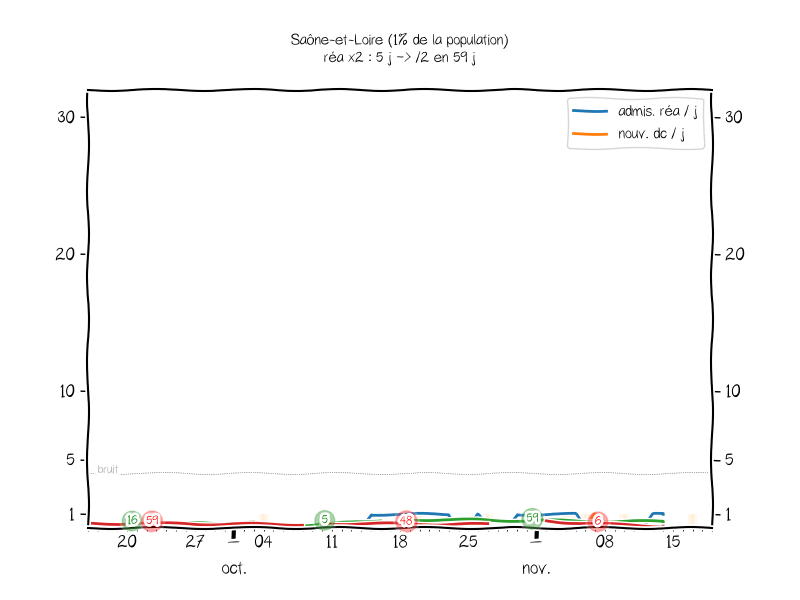 Saône-et-Loire (1% de la population)
réa x2 : 5 j -> /2 en 59 j
admis. réa / j
nouv. dc / j
30 30
20 20
10 10
5 5
bruit
1 1
16 59 5 48 59 6
20 27 04 11 18 25 08 15
oct. nov.